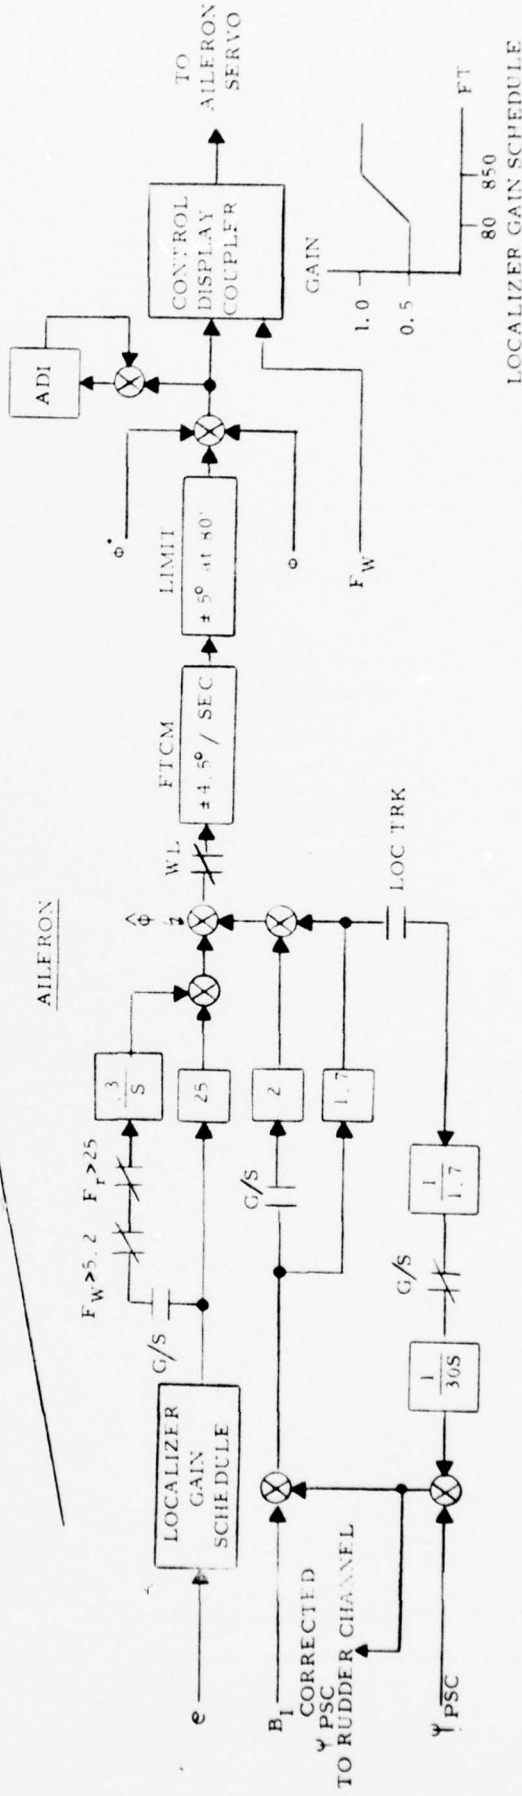 AILERON
e
LOCALIZER
GAIN
SCHEDULE
G/S
F_W >5.2
F_r >25
.3
S
25
B_I
G/S
2
1.7
CORRECTED
Ψ PSC
TO RUDDER CHANNEL
Ψ PSC
1
30S
G/S
1
1.7
LOC TRK
Φ̂
WL
FTCM
±4.5° / SEC
LIMIT
±5° at 80'
Φ
F_W
ADI
CONTROL
DISPLAY
COUPLER
TO
AILERON
SERVO
GAIN
1.0
0.5
80
850
FT
LOCALIZER GAIN SCHEDULE